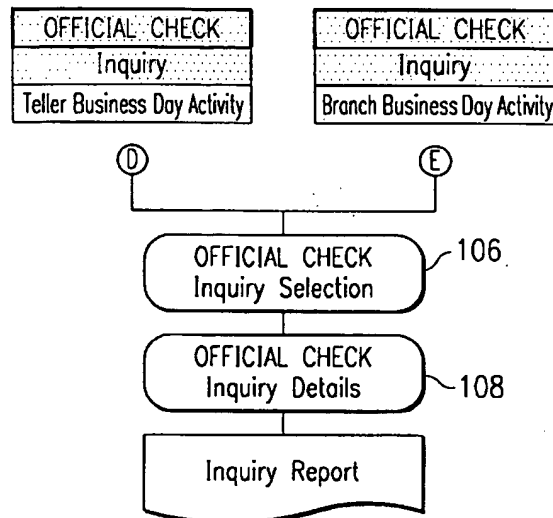 OFFICIAL CHECK
Inquiry
Teller Business Day Activity
OFFICIAL CHECK
Inquiry
Branch Business Day Activity
D
E
OFFICIAL CHECK
Inquiry Selection
106
OFFICIAL CHECK
Inquiry Details
108
Inquiry Report